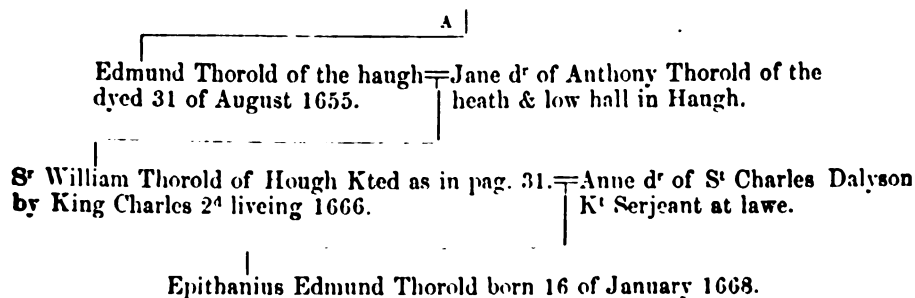 A
Edmund Thorold of the haugh=Jane dʳ of Anthony Thorold of the
dyed 31 of August 1655. heath & low hall in Haugh.
Sʳ William Thorold of Hough Kted as in pag. 31.=Anne dʳ of Sᵗ Charles Dalyson
by King Charles 2ᵈ liveing 1666. Kᵗ Serjeant at lawe.
Epithanius Edmund Thorold born 16 of January 1668.